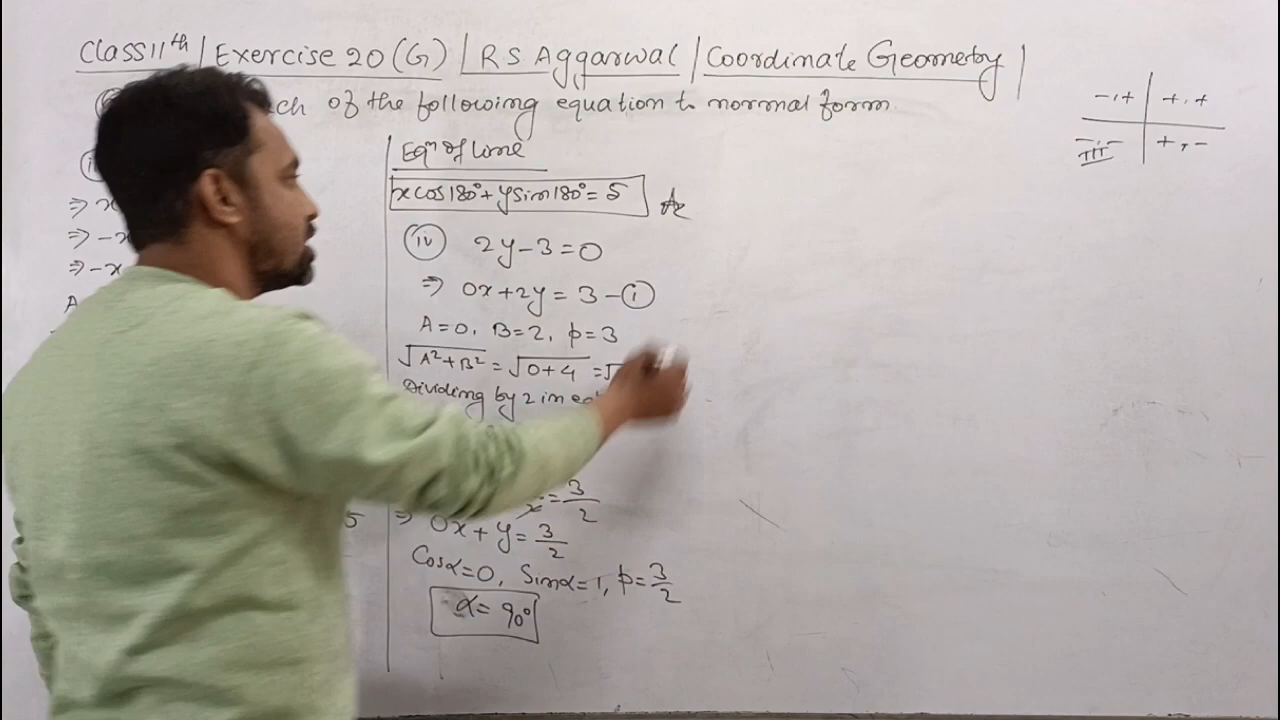 Class 11th | Exercise 20 (G) | RS Aggarwal | Coordinate Geometry |
of the following equation to normal form.
-,+ +,+
-,- +,-
III
⇒ x
⇒ -x
⇒ -x
A
5
Eqn of line
x cos 180° + y sin 180° = 5
(iv) 2y - 3 = 0
⇒ 0x + 2y = 3 - (i)
A = 0, B = 2, p = 3
√A² + B² = √0 + 4 = √
Dividing by 2 in
= 3/2
⇒ 0x + y = 3/2
Cos α = 0, Sin α = 1, p = 3/2
α = 90°